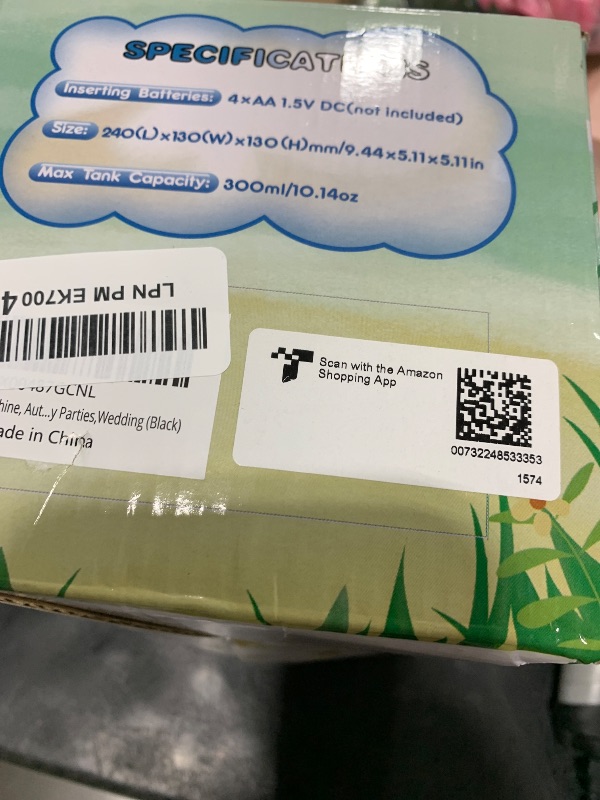 SPECIFICATIONS
Inserting Batteries: 4×AA 1.5V DC(not included)
Size: 240(L)×130(W)×130(H)mm/9.44×5.11×5.11in
Max Tank Capacity: 300ml/10.14oz
LPN PM EK700 4
Scan with the Amazon
Shopping App
00732248533353
1574
GCNL
hine, Aut...y Parties,Wedding (Black)
ade in China